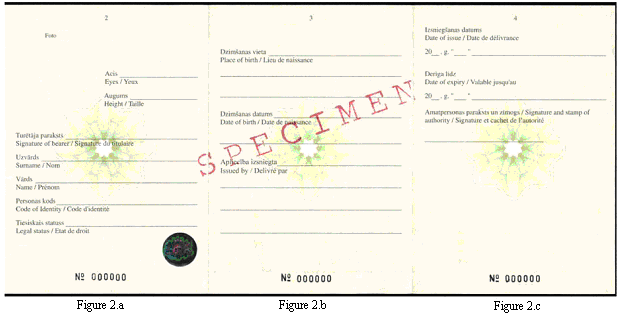 2
Foto
Acis
Eyes / Yeux
Augums
Height / Taille
Turētāja paraksts
Signature of bearer / Signature du titulaire
Uzvārds
Surname / Nom
Vārds
Name / Prénom
Personas kods
Code of Identity / Code d'identité
Tiesiskais statuss
Legal status / Etat de droit
№ 000000
3
Dzimšanas vieta
Place of birth / Lieu de naissance
Dzimšanas datums
Date of birth / Date de naissance
Apliecība izsniegta
Issued by / Delivré par
№ 000000
4
Izsniegšanas datums
Date of issue / Date de délivrance
20__. g. "___"
Derīga līdz
Date of expiry / Valable jusqu'au
20__. g. "___"
Amatpersonas paraksts un zīmogs / Signature and stamp of
authority / Signature et cachet de l'autorité
№ 000000
SPECIMEN
Figure 2.a
Figure 2.b
Figure 2.c